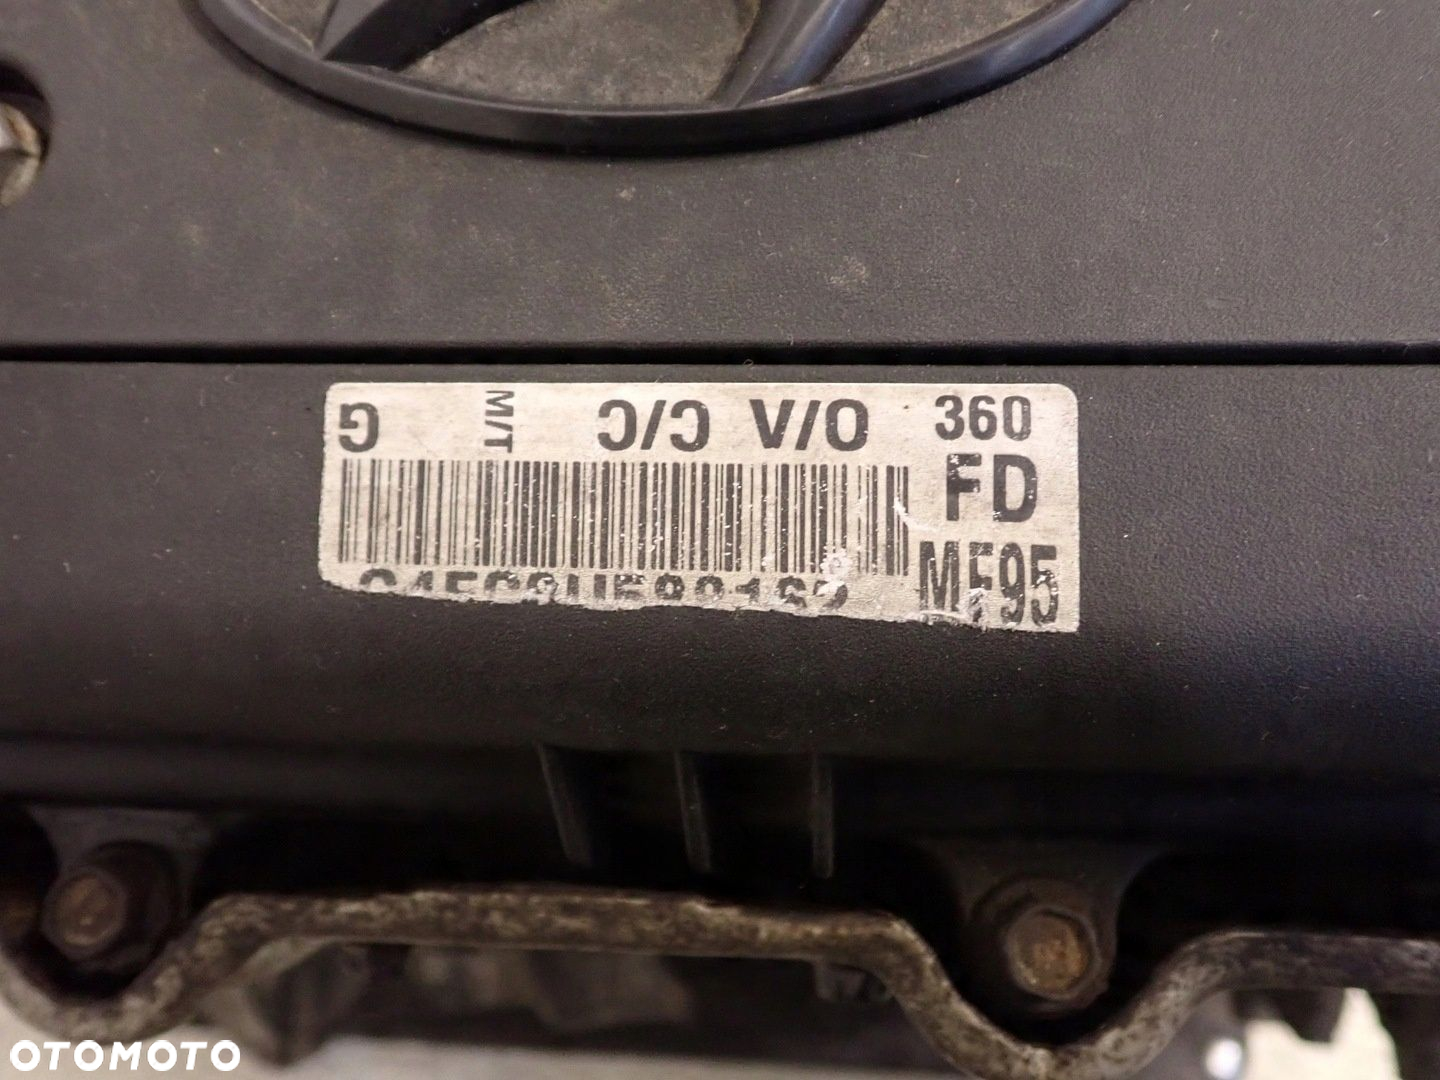 G M/T C/C V/O 360
FD
MF95
OTOMOTO